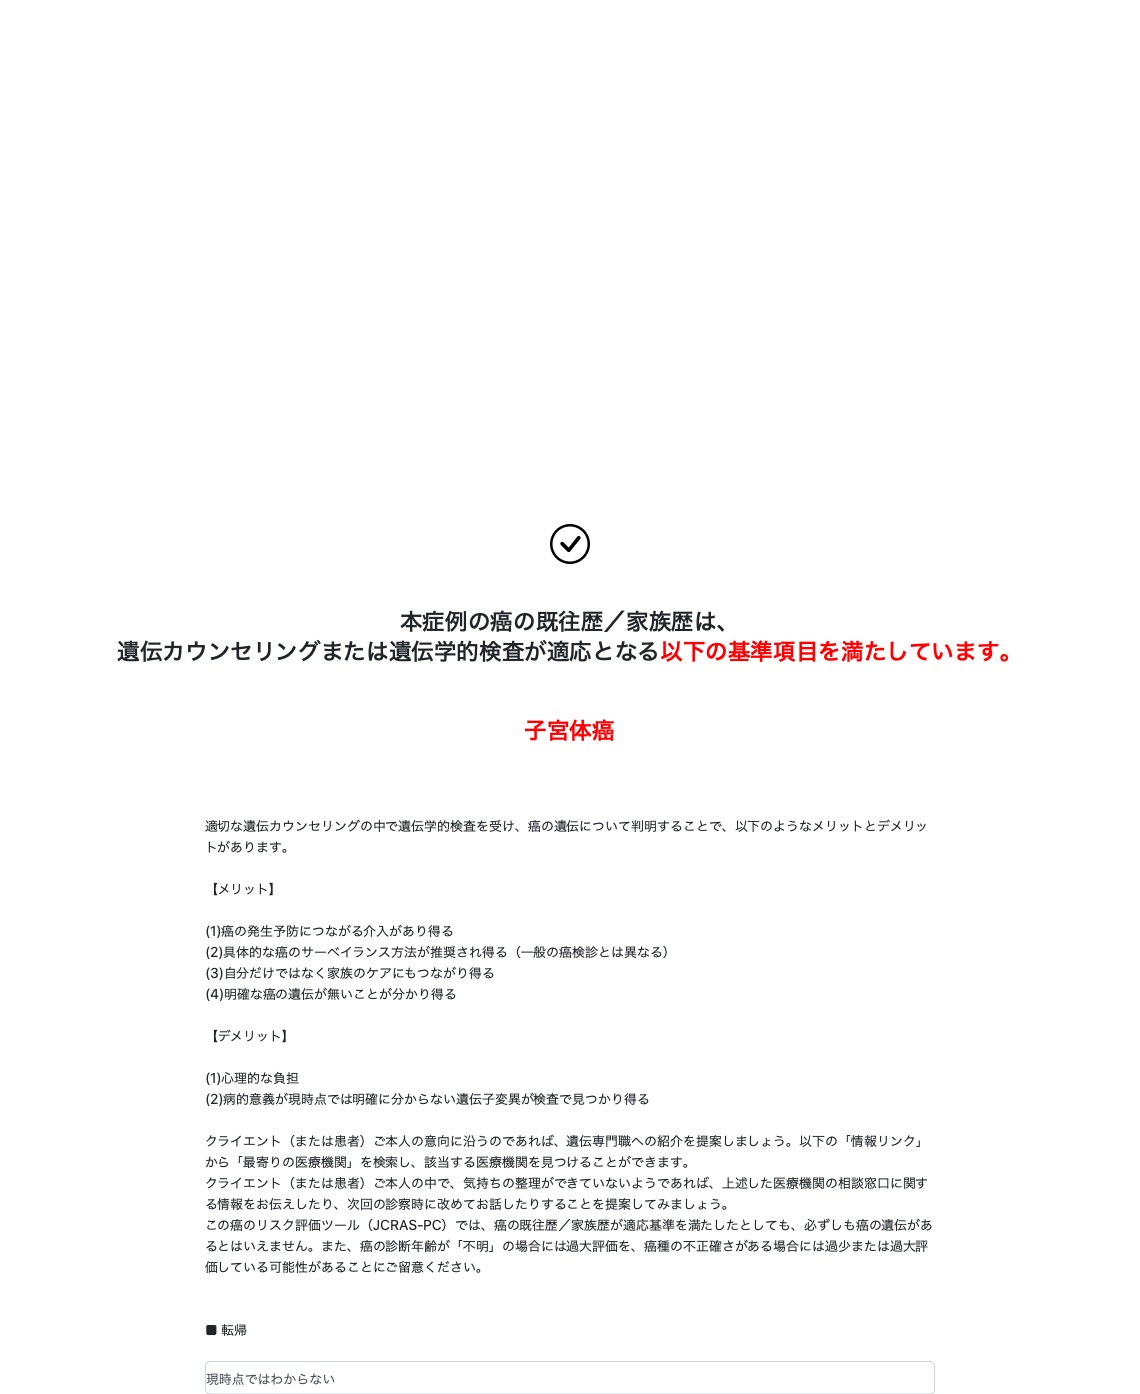 本症例の癌の既往歴／家族歴は、
遺伝カウンセリングまたは遺伝学的検査が適応となる以下の基準項目を満たしています。
子宮体癌
適切な遺伝カウンセリングの中で遺伝学的検査を受け、癌の遺伝について判明することで、以下のようなメリットとデメリッ
トがあります。
【メリット】
(1)癌の発生予防につながる介入があり得る
(2)具体的な癌のサーベイランス方法が推奨され得る（一般の癌検診とは異なる）
(3)自分だけではなく家族のケアにもつながり得る
(4)明確な癌の遺伝が無いことが分かり得る
【デメリット】
(1)心理的な負担
(2)病的意義が現時点では明確に分からない遺伝子変異が検査で見つかり得る
クライエント（または患者）ご本人の意向に沿うのであれば、遺伝専門職への紹介を提案しましょう。以下の「情報リンク」
から「最寄りの医療機関」を検索し、該当する医療機関を見つけることができます。
クライエント（または患者）ご本人の中で、気持ちの整理ができていないようであれば、上述した医療機関の相談窓口に関す
る情報をお伝えしたり、次回の診察時に改めてお話したりすることを提案してみましょう。
この癌のリスク評価ツール（JCRAS-PC）では、癌の既往歴／家族歴が適応基準を満たしたとしても、必ずしも癌の遺伝があ
るとはいえません。また、癌の診断年齢が「不明」の場合には過大評価を、癌種の不正確さがある場合には過少または過大評
価している可能性があることにご留意ください。
■ 転帰
現時点ではわからない